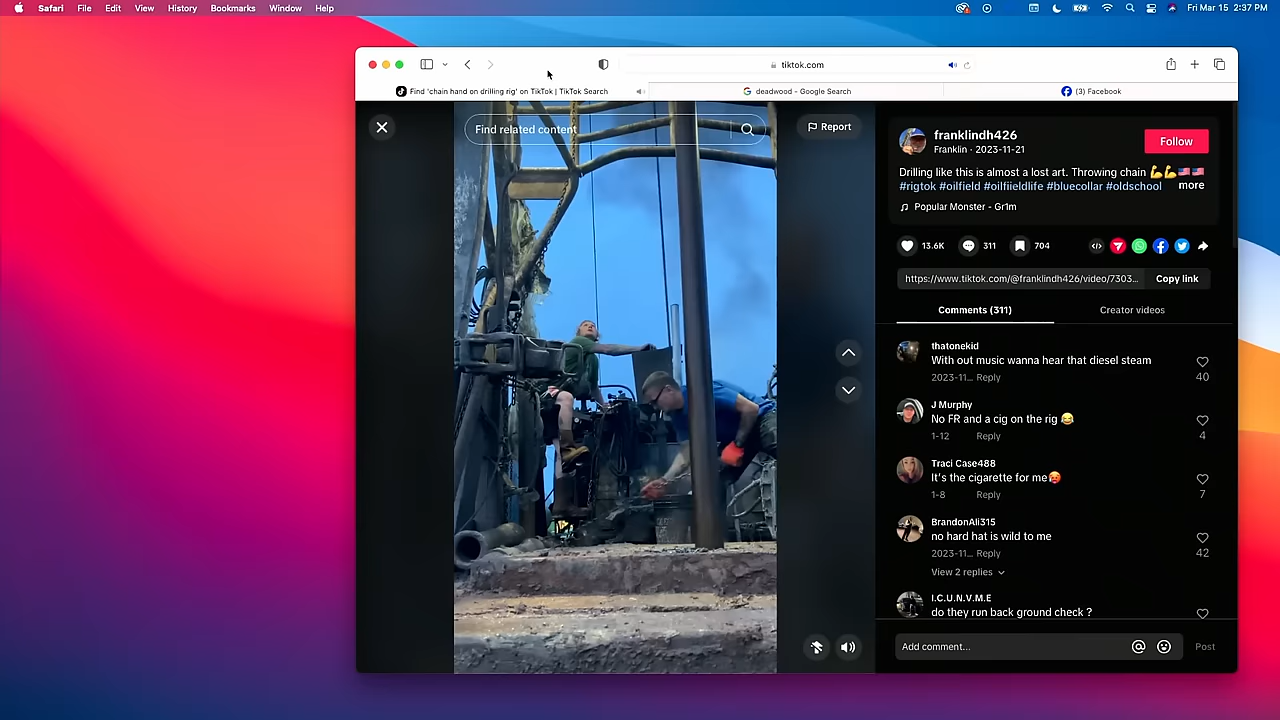 Safari File Edit View History Bookmarks Window Help
Fri Mar 15 2:37 PM
tiktok.com
Find 'chain hand on drilling rig' on TikTok | TikTok Search
deadwood - Google Search
(3) Facebook
Find related content
Report
franklindh426
Franklin · 2023-11-21
Follow
Drilling like this is almost a lost art. Throwing chain 💪💪🇺🇸🇺🇸
#rigtok #oilfield #oilfiieldlife #bluecollar #oldschool
more
Popular Monster - Gr1m
13.6K
311
704
https://www.tiktok.com/@franklindh426/video/7303...
Copy link
Comments (311)
Creator videos
thatonekid
With out music wanna hear that diesel steam
2023-11... Reply
40
J Murphy
No FR and a cig on the rig 😂
1-12 Reply
4
Traci Case488
It's the cigarette for me🥵
1-8 Reply
7
BrandonAli315
no hard hat is wild to me
2023-11... Reply
42
View 2 replies
I.C.U.N.V.M.E
do they run back ground check ?
Add comment...
Post